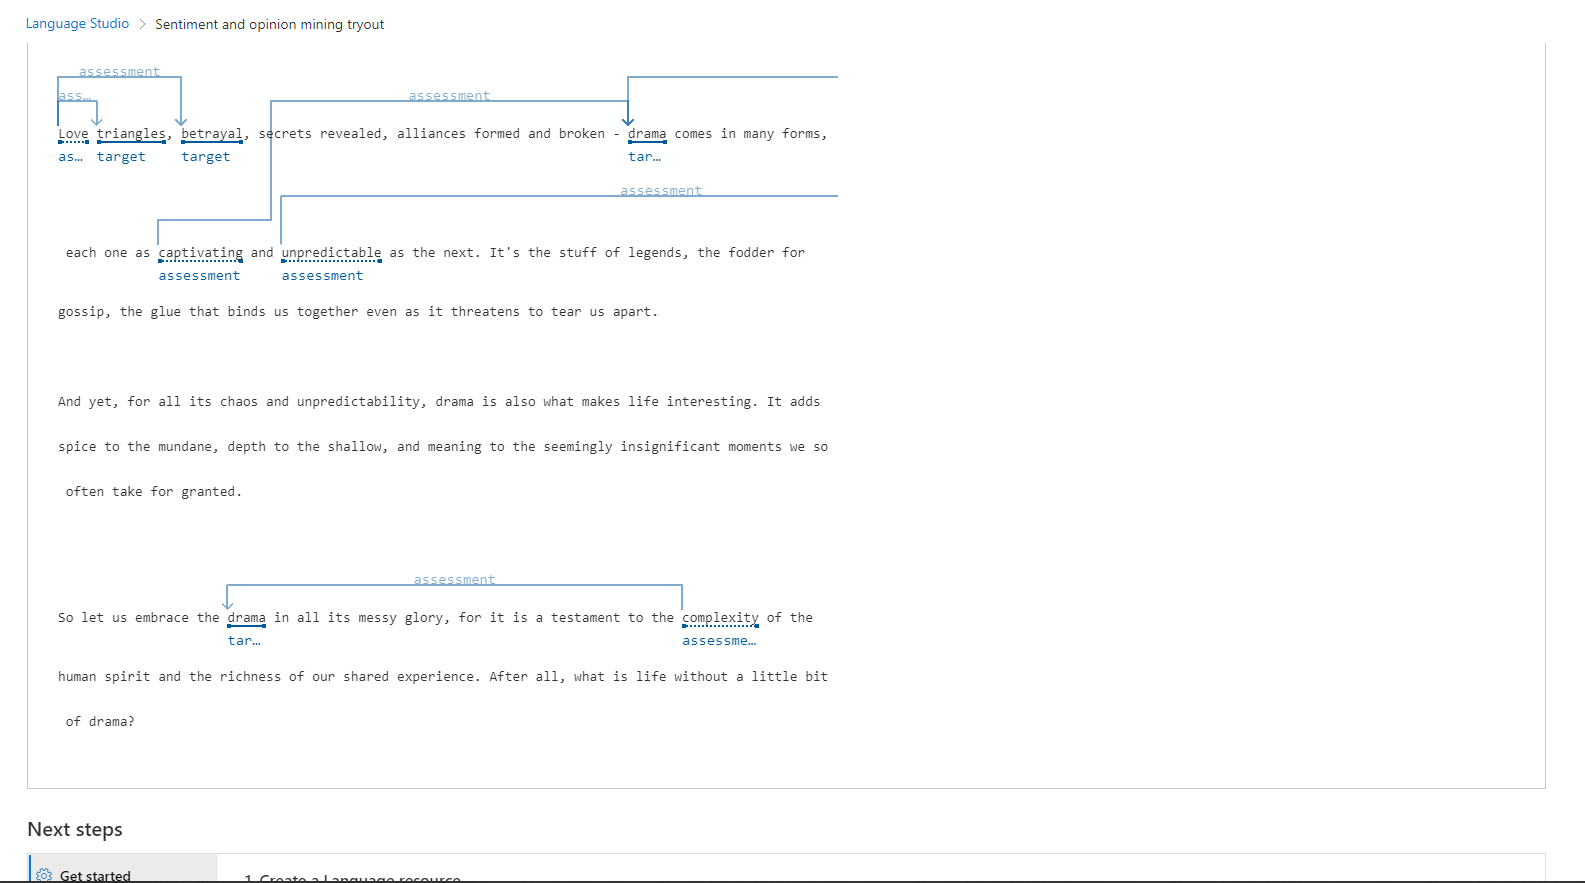 Language Studio > Sentiment and opinion mining tryout
assessment
ass... assessment
Love triangles, betrayal, secrets revealed, alliances formed and broken - drama comes in many forms,
as... target target tar...
assessment
each one as captivating and unpredictable as the next. It's the stuff of legends, the fodder for
assessment assessment
gossip, the glue that binds us together even as it threatens to tear us apart.
And yet, for all its chaos and unpredictability, drama is also what makes life interesting. It adds
spice to the mundane, depth to the shallow, and meaning to the seemingly insignificant moments we so
often take for granted.
assessment
So let us embrace the drama in all its messy glory, for it is a testament to the complexity of the
tar... assessme...
human spirit and the richness of our shared experience. After all, what is life without a little bit
of drama?
Next steps
Get started
1. Create a Language resource